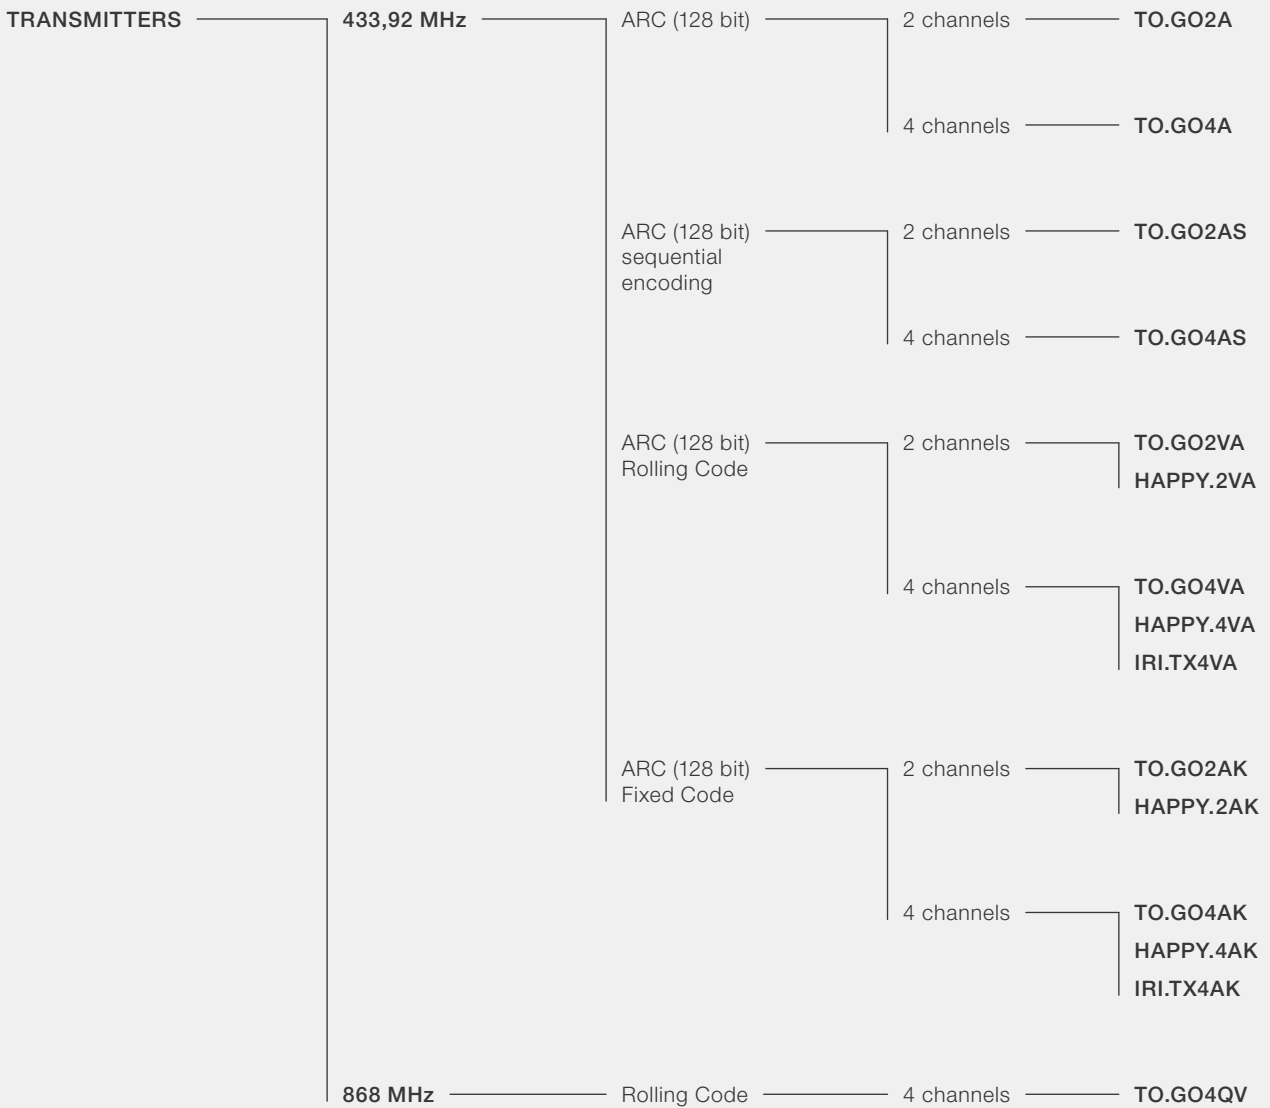 TRANSMITTERS 433,92 MHz ARC (128 bit) 2 channels TO.GO2A
4 channels TO.GO4A
ARC (128 bit) 2 channels TO.GO2AS
sequential
encoding
4 channels TO.GO4AS
ARC (128 bit) 2 channels TO.GO2VA
Rolling Code
HAPPY.2VA
4 channels TO.GO4VA
HAPPY.4VA
IRI.TX4VA
ARC (128 bit) 2 channels TO.GO2AK
Fixed Code
HAPPY.2AK
4 channels TO.GO4AK
HAPPY.4AK
IRI.TX4AK
868 MHz Rolling Code 4 channels TO.GO4QV